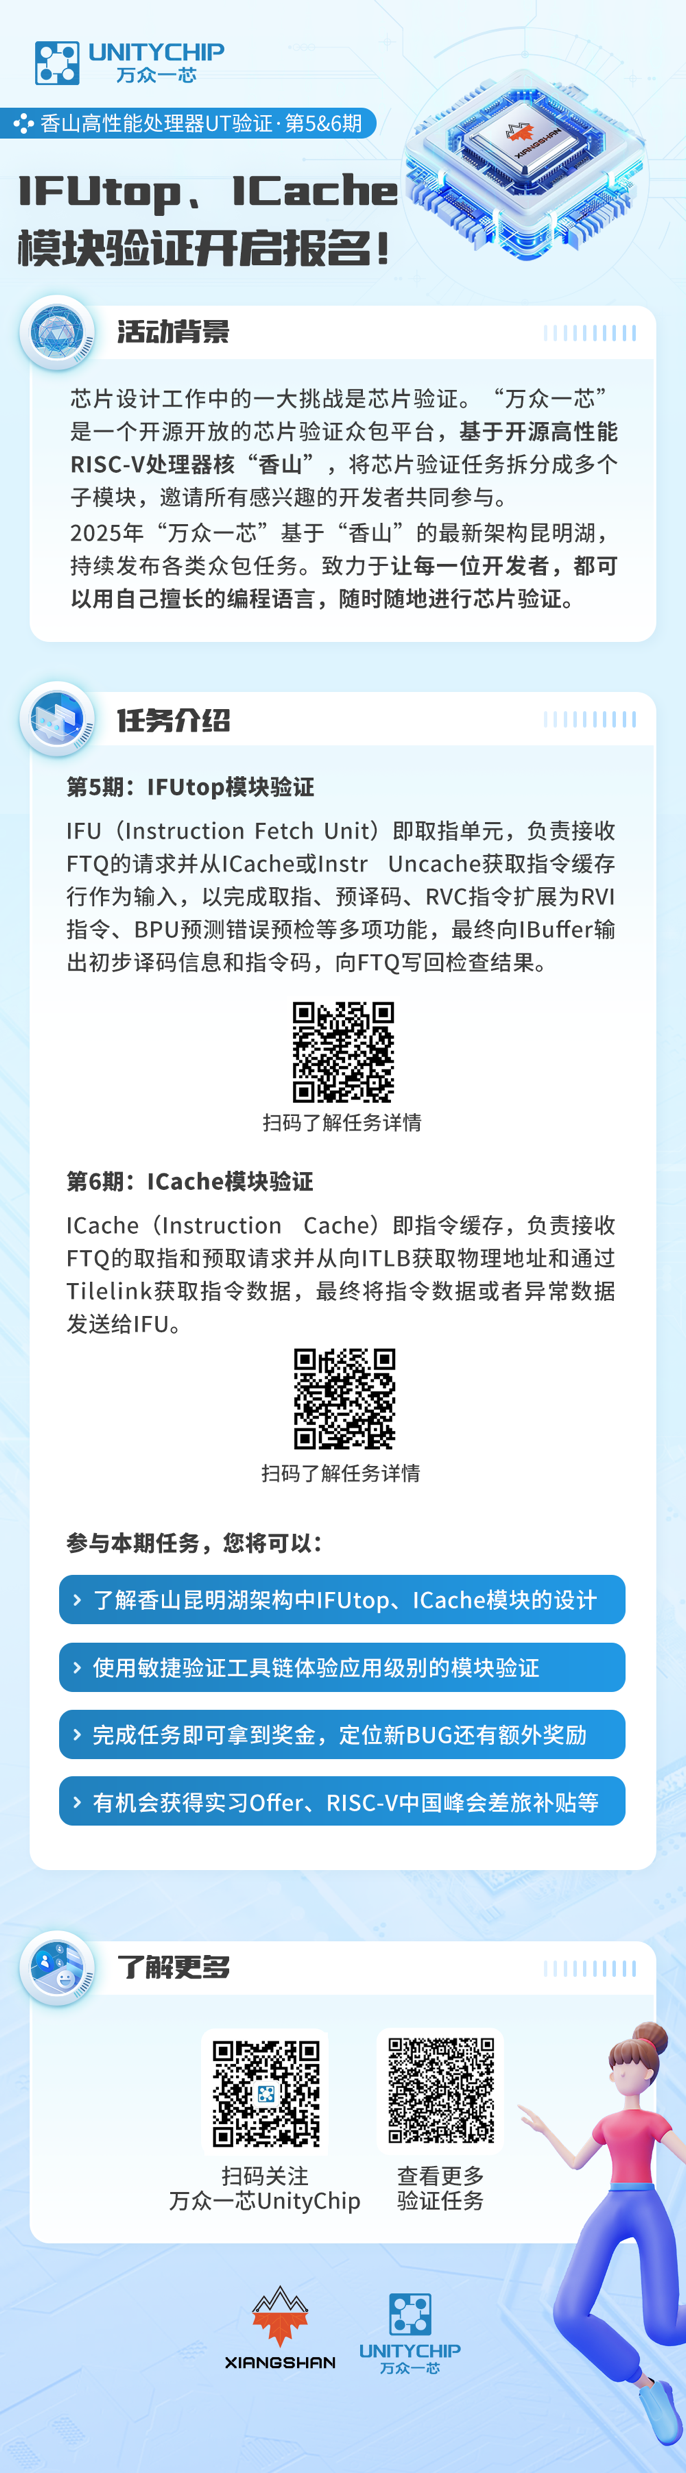 UNITYCHIP
万众一芯
香山高性能处理器UT验证·第5&6期
XIANGSHAN
IFUtop、ICache
模块验证开启报名！
活动背景
芯片设计工作中的一大挑战是芯片验证。“万众一芯”
是一个开源开放的芯片验证众包平台，基于开源高性能
RISC-V处理器核“香山”，将芯片验证任务拆分成多个
子模块，邀请所有感兴趣的开发者共同参与。
2025年“万众一芯”基于“香山”的最新架构昆明湖，
持续发布各类众包任务。致力于让每一位开发者，都可
以用自己擅长的编程语言，随时随地进行芯片验证。
任务介绍
第5期：IFUtop模块验证
IFU（Instruction Fetch Unit）即取指单元，负责接收
FTQ的请求并从ICache或Instr Uncache获取指令缓存
行作为输入，以完成取指、预译码、RVC指令扩展为RVI
指令、BPU预测错误预检等多项功能，最终向IBuffer输
出初步译码信息和指令码，向FTQ写回检查结果。
扫码了解任务详情
第6期：ICache模块验证
ICache（Instruction Cache）即指令缓存，负责接收
FTQ的取指和预取请求并从向ITLB获取物理地址和通过
Tilelink获取指令数据，最终将指令数据或者异常数据
发送给IFU。
扫码了解任务详情
参与本期任务，您将可以：
了解香山昆明湖架构中IFUtop、ICache模块的设计
使用敏捷验证工具链体验应用级别的模块验证
完成任务即可拿到奖金，定位新BUG还有额外奖励
有机会获得实习Offer、RISC-V中国峰会差旅补贴等
了解更多
扫码关注
万众一芯UnityChip
查看更多
验证任务
XIANGSHAN
UNITYCHIP
万众一芯